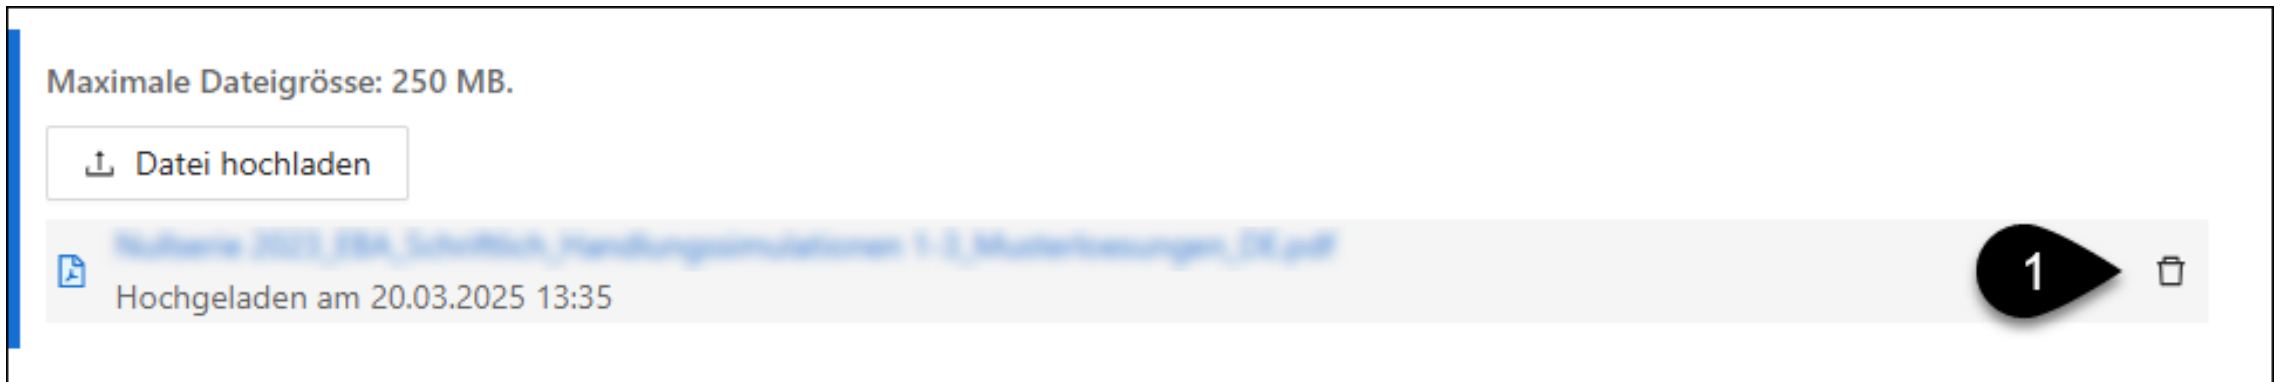 Maximale Dateigrösse: 250 MB.
Datei hochladen
Hochgeladen am 20.03.2025 13:35
1